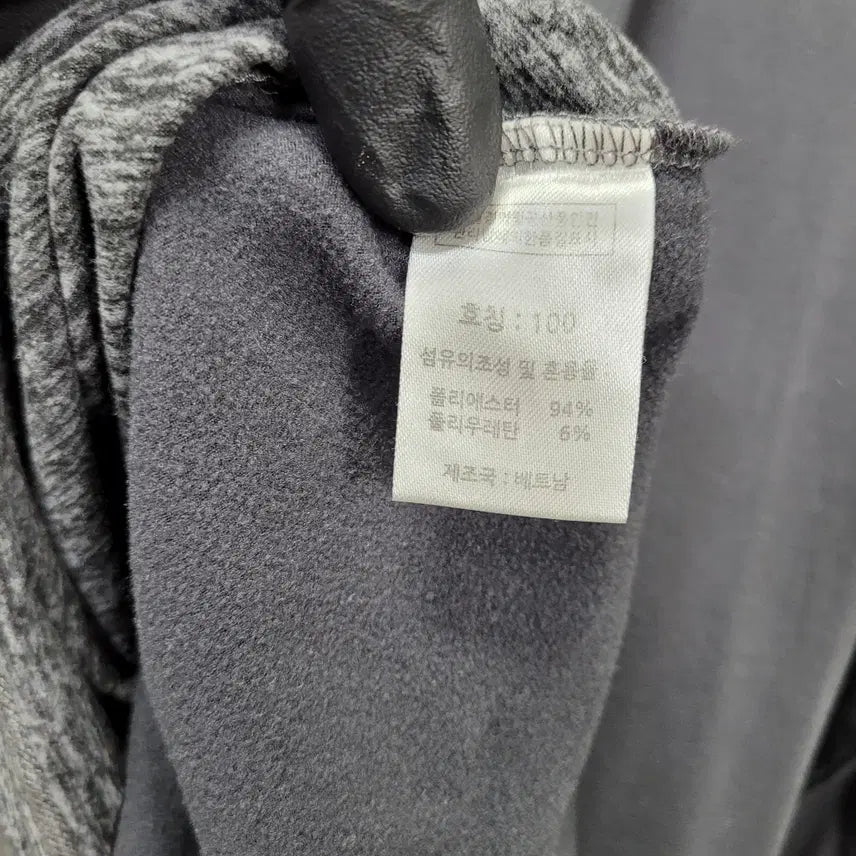 호칭 : 100
섬유의조성 및 혼용율 :
폴리에스터 94%
폴리우레탄 6%
제조국 : 베트남